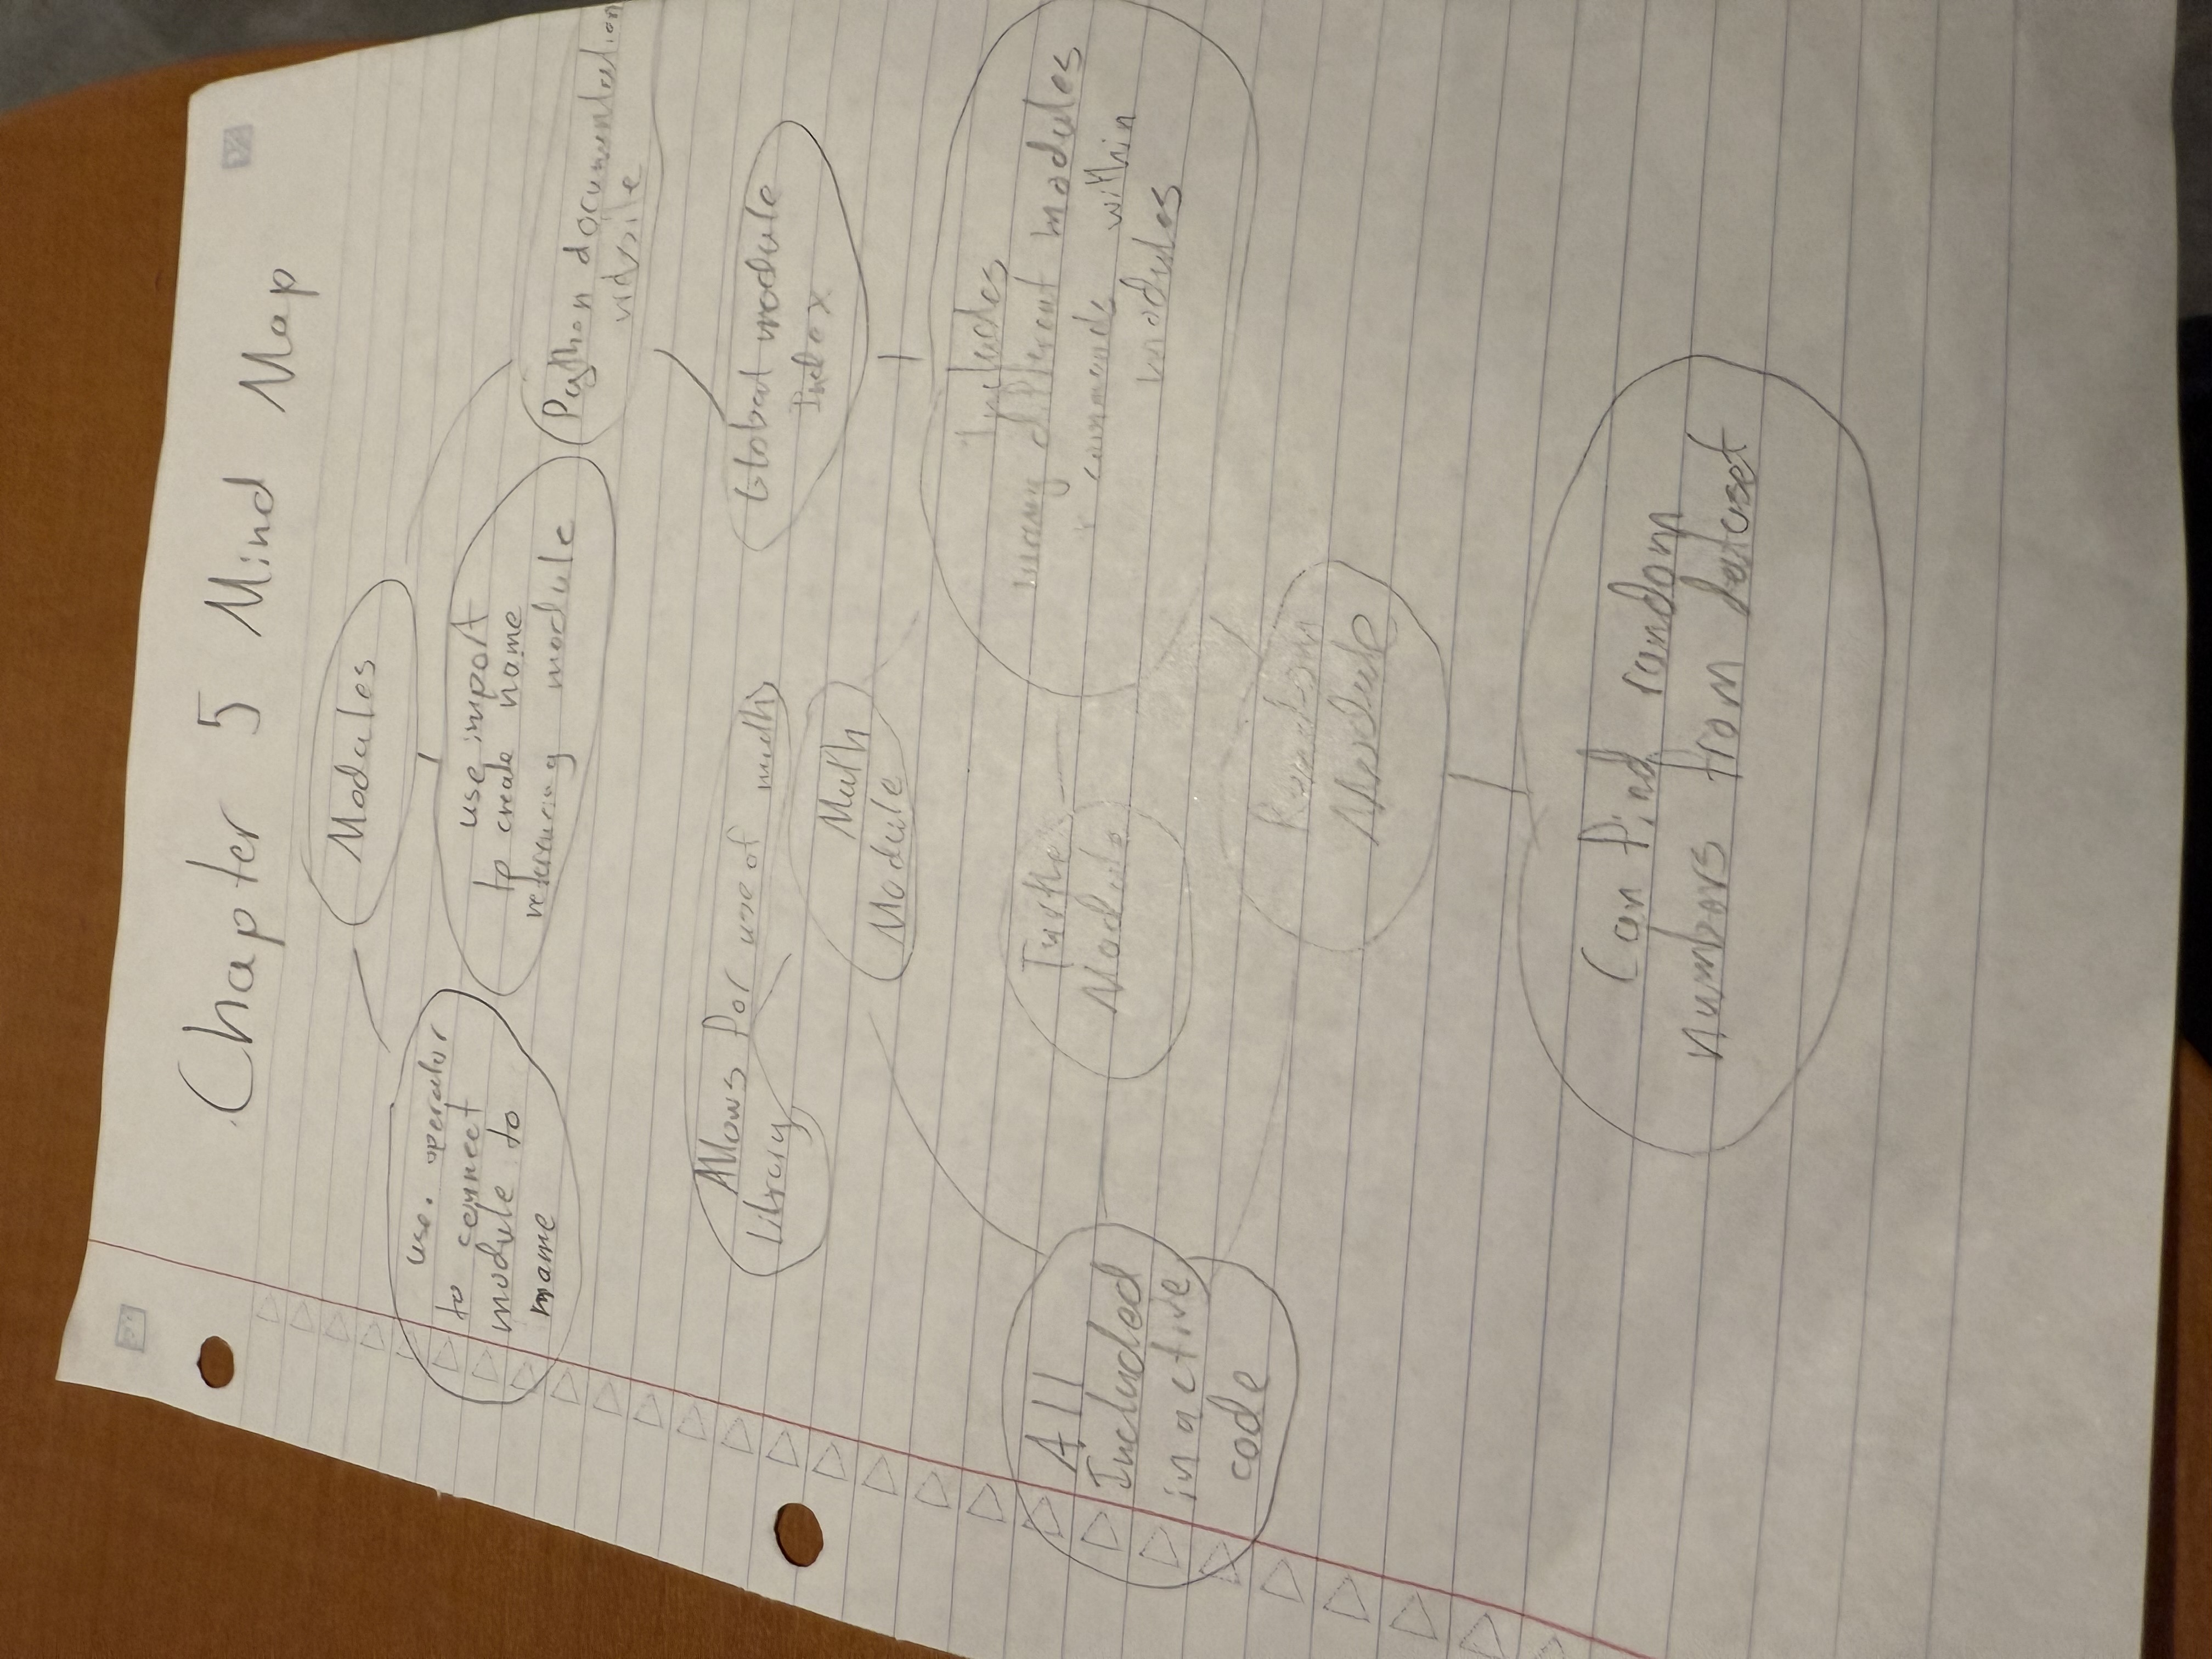 Chapter 5 Mind Map
Modules
use . operator
to connect
module to
name
use import
to create name
referencing module
Python documentation
website
Allows for use of math
library
Global module
Index
Math
Module
Includes
many different modules
+ commands within
modules
Turtle
Module
All
Included
in active
code
Random
Module
Can find random
numbers from dataset